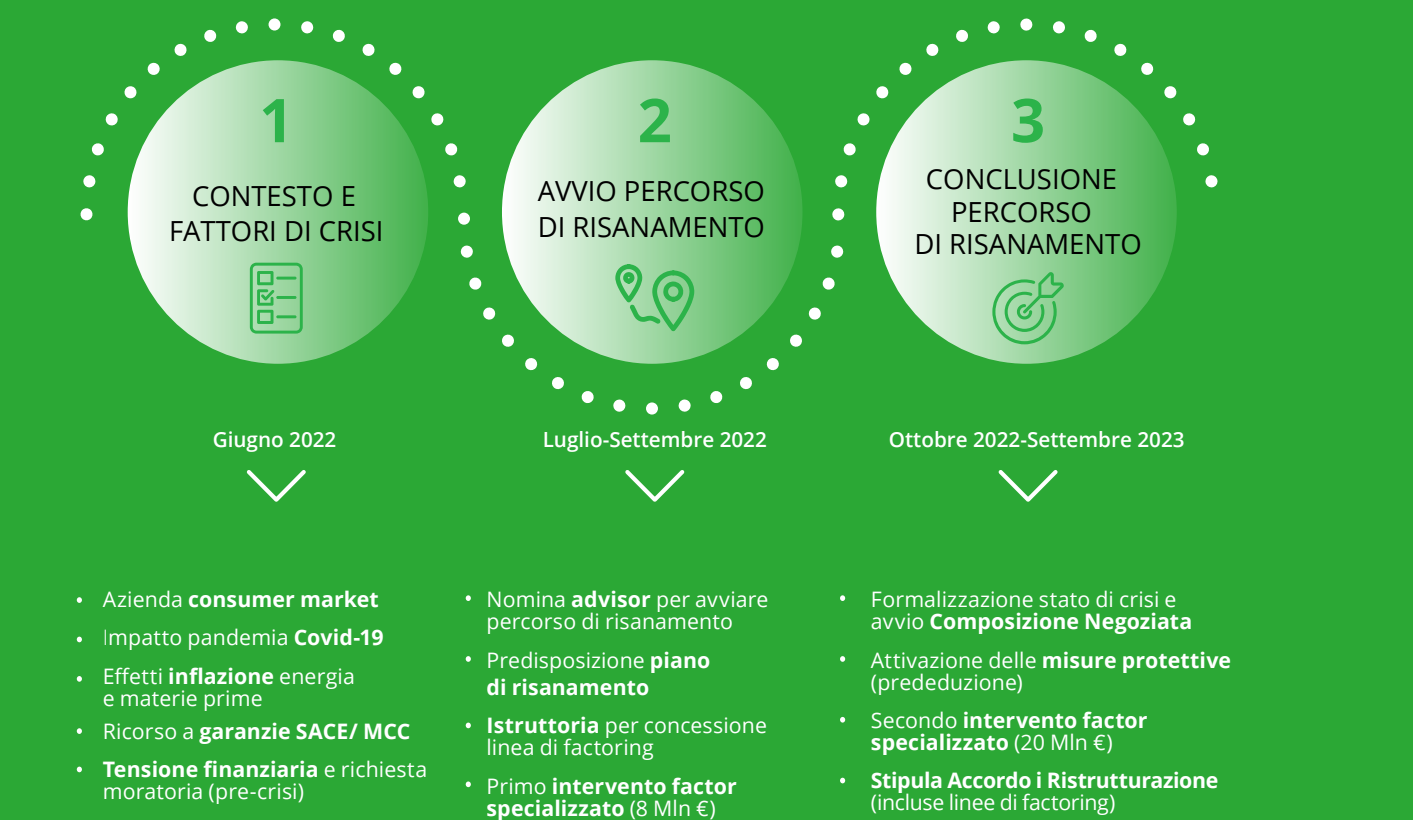 1
CONTESTO E
FATTORI DI CRISI
Giugno 2022
• Azienda consumer market
• Impatto pandemia Covid-19
• Effetti inflazione energia
e materie prime
• Ricorso a garanzie SACE/ MCC
• Tensione finanziaria e richiesta
moratoria (pre-crisi)
2
AVVIO PERCORSO
DI RISANAMENTO
Luglio-Settembre 2022
• Nomina advisor per avviare
percorso di risanamento
• Predisposizione piano
di risanamento
• Istruttoria per concessione
linea di factoring
• Primo intervento factor
specializzato (8 Mln €)
3
CONCLUSIONE
PERCORSO
DI RISANAMENTO
Ottobre 2022-Settembre 2023
• Formalizzazione stato di crisi e
avvio Composizione Negoziata
• Attivazione delle misure protettive
(prededuzione)
• Secondo intervento factor
specializzato (20 Mln €)
• Stipula Accordo i Ristrutturazione
(incluse linee di factoring)